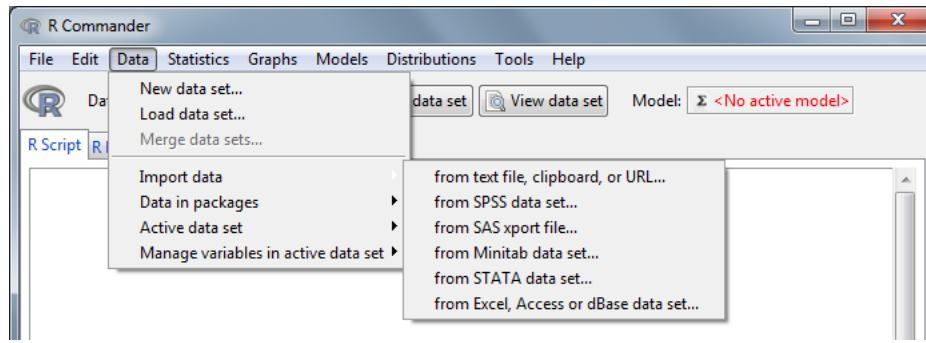 R Commander
File Edit Data Statistics Graphs Models Distributions Tools Help
New data set...
Load data set...
Merge data sets...
Import data
Data in packages
Active data set
Manage variables in active data set
data set View data set Model: Σ <No active model>
R Script
from text file, clipboard, or URL...
from SPSS data set...
from SAS xport file...
from Minitab data set...
from STATA data set...
from Excel, Access or dBase data set...